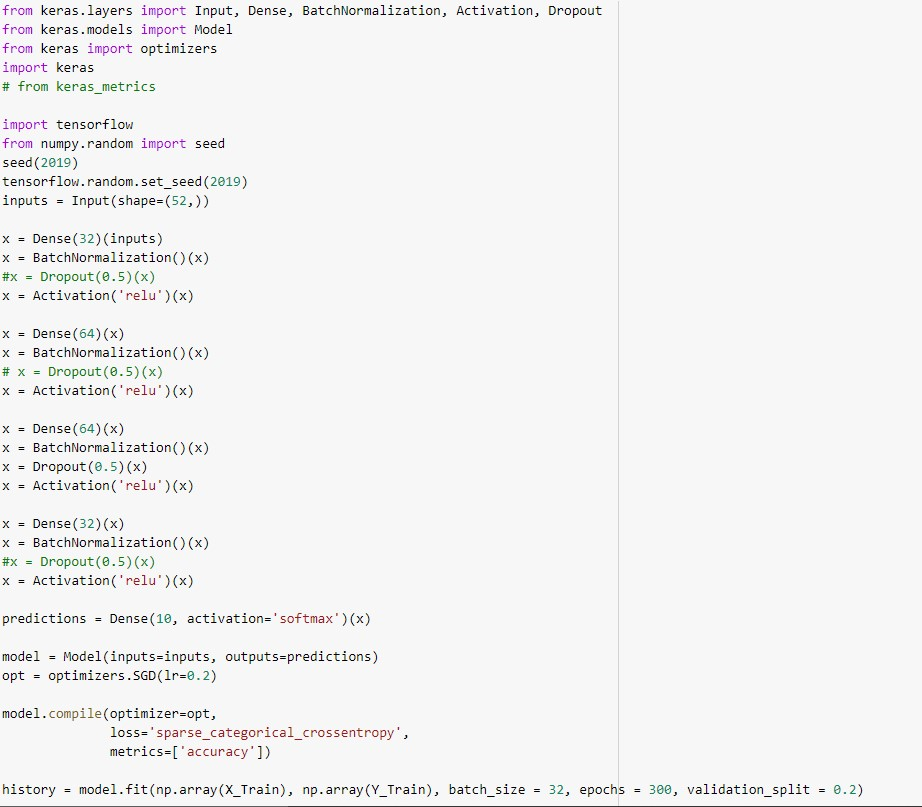 from keras.layers import Input, Dense, BatchNormalization, Activation, Dropout
from keras.models import Model
from keras import optimizers
import keras
# from keras_metrics
import tensorflow
from numpy.random import seed
seed(2019)
tensorflow.random.set_seed(2019)
inputs = Input(shape=(52,))
x = Dense(32)(inputs)
x = BatchNormalization()(x)
#x = Dropout(0.5)(x)
x = Activation('relu')(x)
x = Dense(64)(x)
x = BatchNormalization()(x)
# x = Dropout(0.5)(x)
x = Activation('relu')(x)
x = Dense(64)(x)
x = BatchNormalization()(x)
x = Dropout(0.5)(x)
x = Activation('relu')(x)
x = Dense(32)(x)
x = BatchNormalization()(x)
#x = Dropout(0.5)(x)
x = Activation('relu')(x)
predictions = Dense(10, activation='softmax')(x)
model = Model(inputs=inputs, outputs=predictions)
opt = optimizers.SGD(lr=0.2)
model.compile(optimizer=opt,
              loss='sparse_categorical_crossentropy',
              metrics=['accuracy'])
history = model.fit(np.array(X_Train), np.array(Y_Train), batch_size = 32, epochs = 300, validation_split = 0.2)